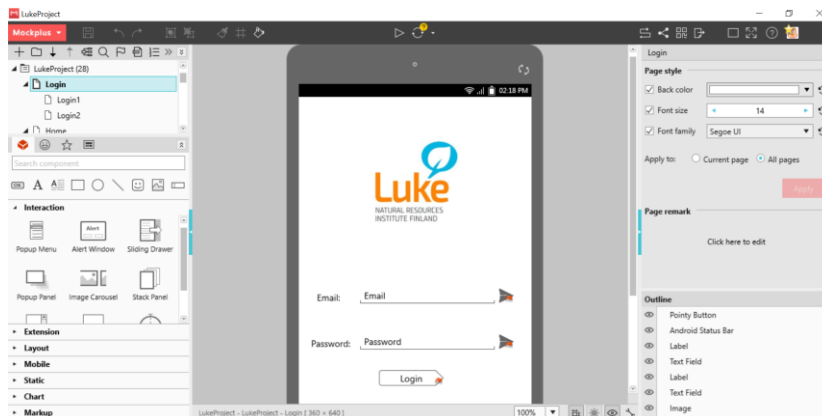 LukeProject
Mockplus
LukeProject (28)
Login
Login1
Login2
Home
Search component
Interaction
Alert
Popup Menu
Alert Window
Sliding Drawer
Popup Panel
Image Carousel
Stack Panel
Extension
Layout
Mobile
Static
Chart
Markup
02:18 PM
Luke
NATURAL RESOURCES
INSTITUTE FINLAND
Email: Email
Password: Password
Login
LukeProject - LukeProject - Login [ 360 × 640 ]
100%
Login
Page style
Back color
Font size 14
Font family Segoe UI
Apply to: Current page All pages
Apply
Page remark
Click here to edit
Outline
Pointy Button
Android Status Bar
Label
Text Field
Label
Text Field
Image